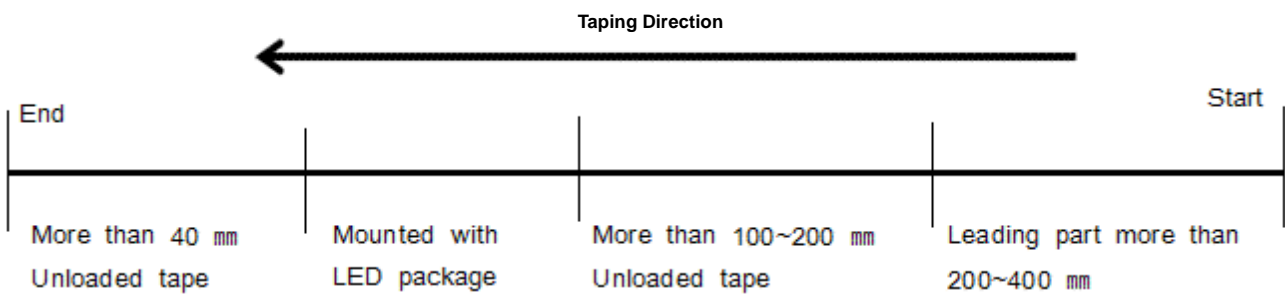 Taping Direction
End
Start
More than 40 ㎜
Unloaded tape
Mounted with
LED package
More than 100~200 ㎜
Unloaded tape
Leading part more than
200~400 ㎜